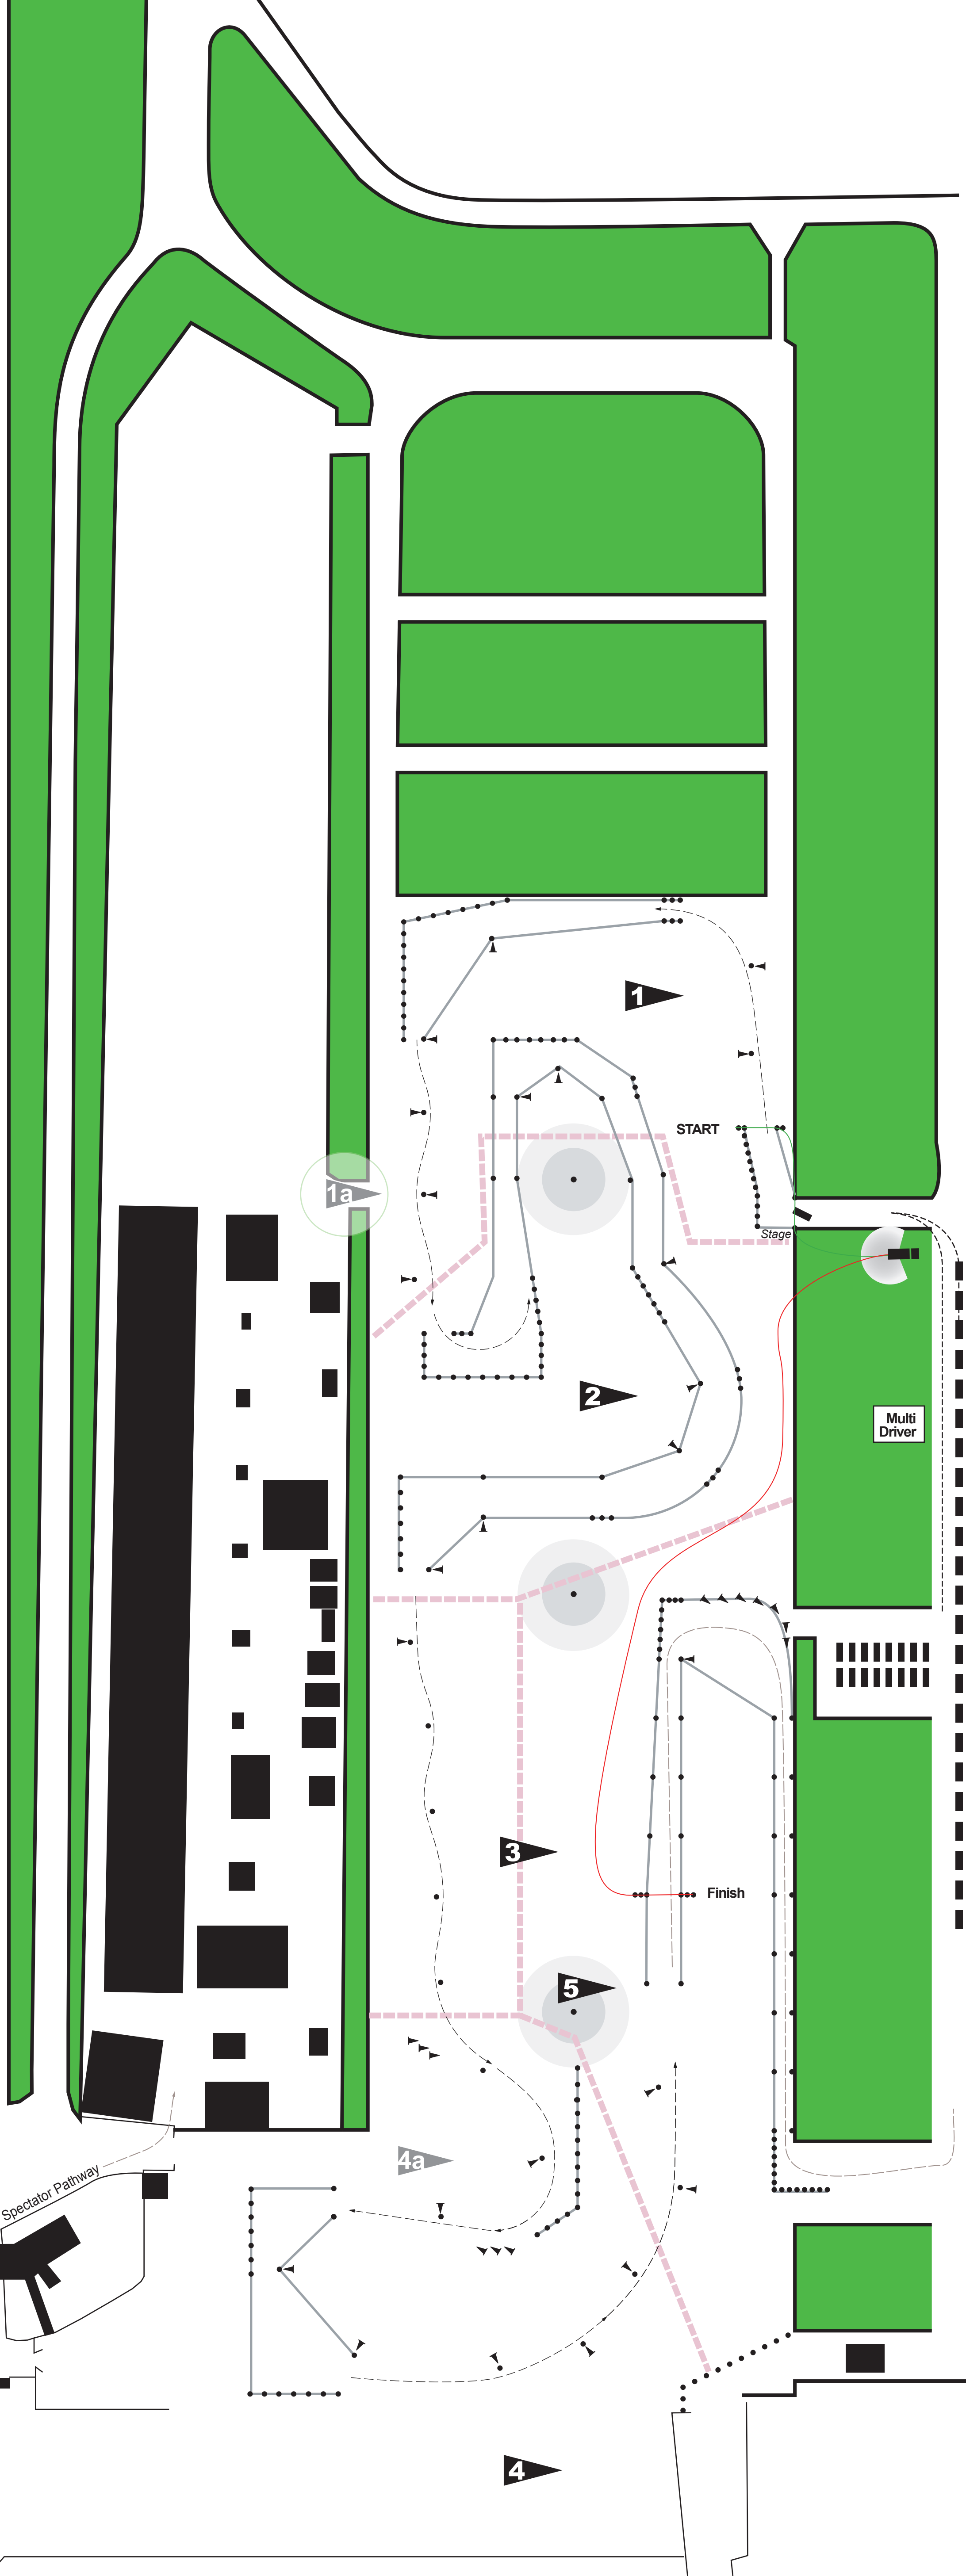 1
START
1a
Stage
2
Multi
Driver
3
Finish
5
4a
Spectator Pathway
4